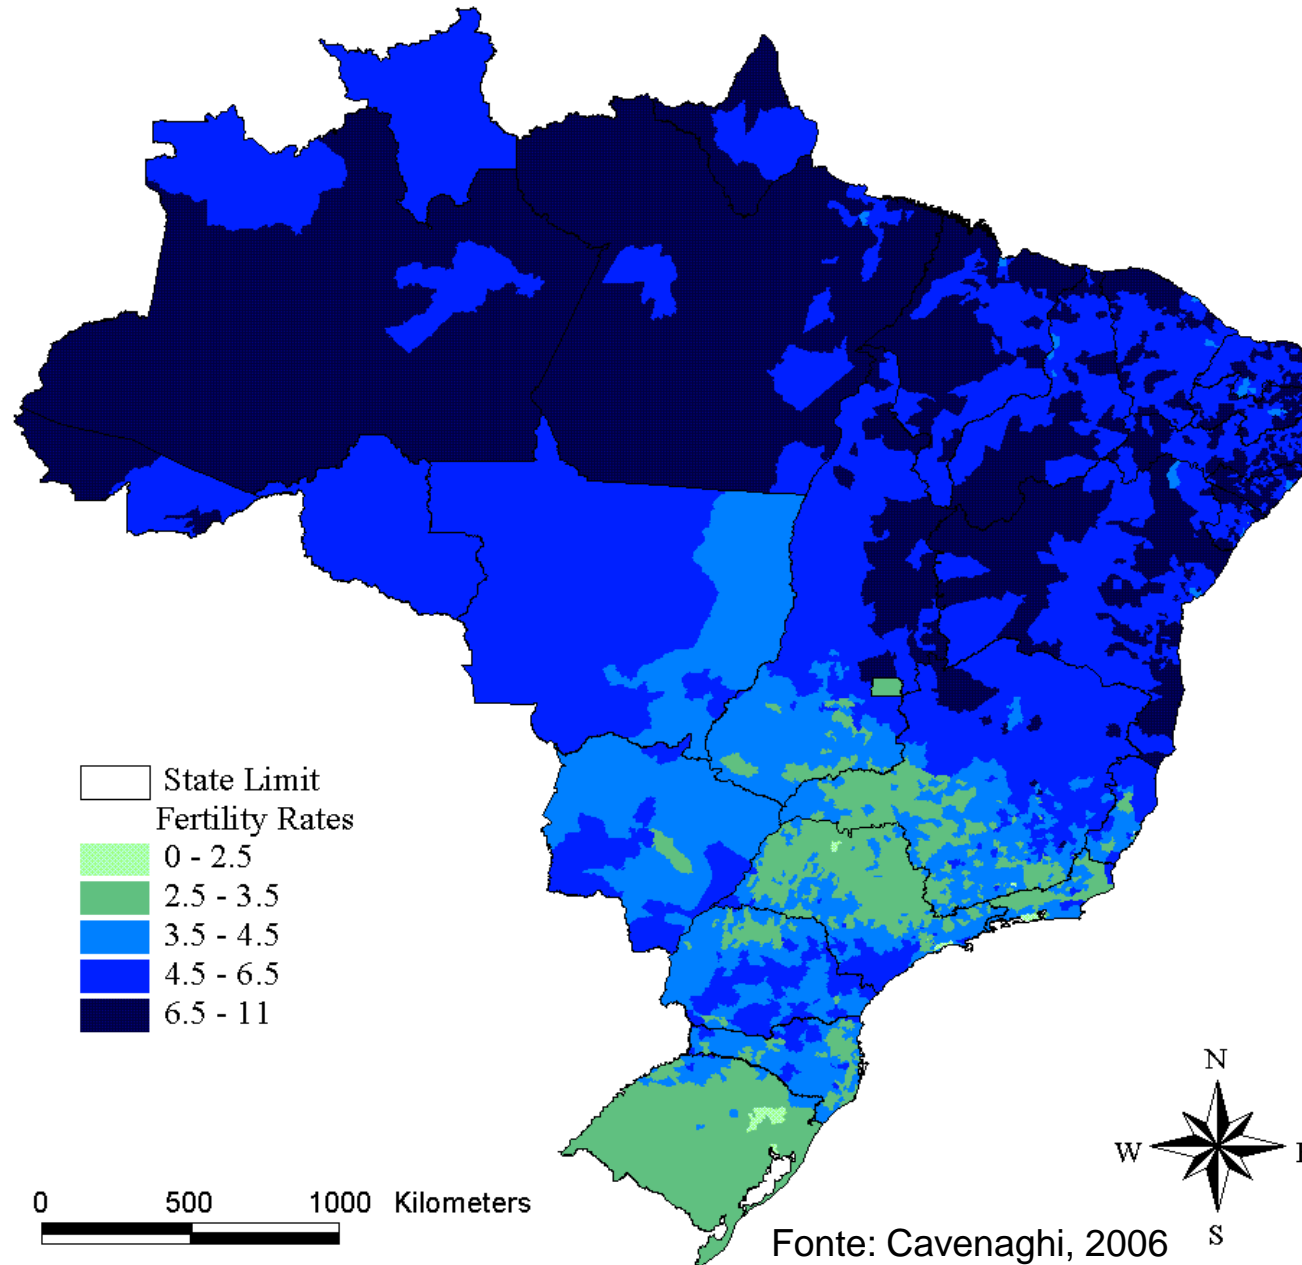 State Limit
Fertility Rates
0 - 2.5
2.5 - 3.5
3.5 - 4.5
4.5 - 6.5
6.5 - 11
N
W
S
0 500 1000 Kilometers
Fonte: Cavenaghi, 2006